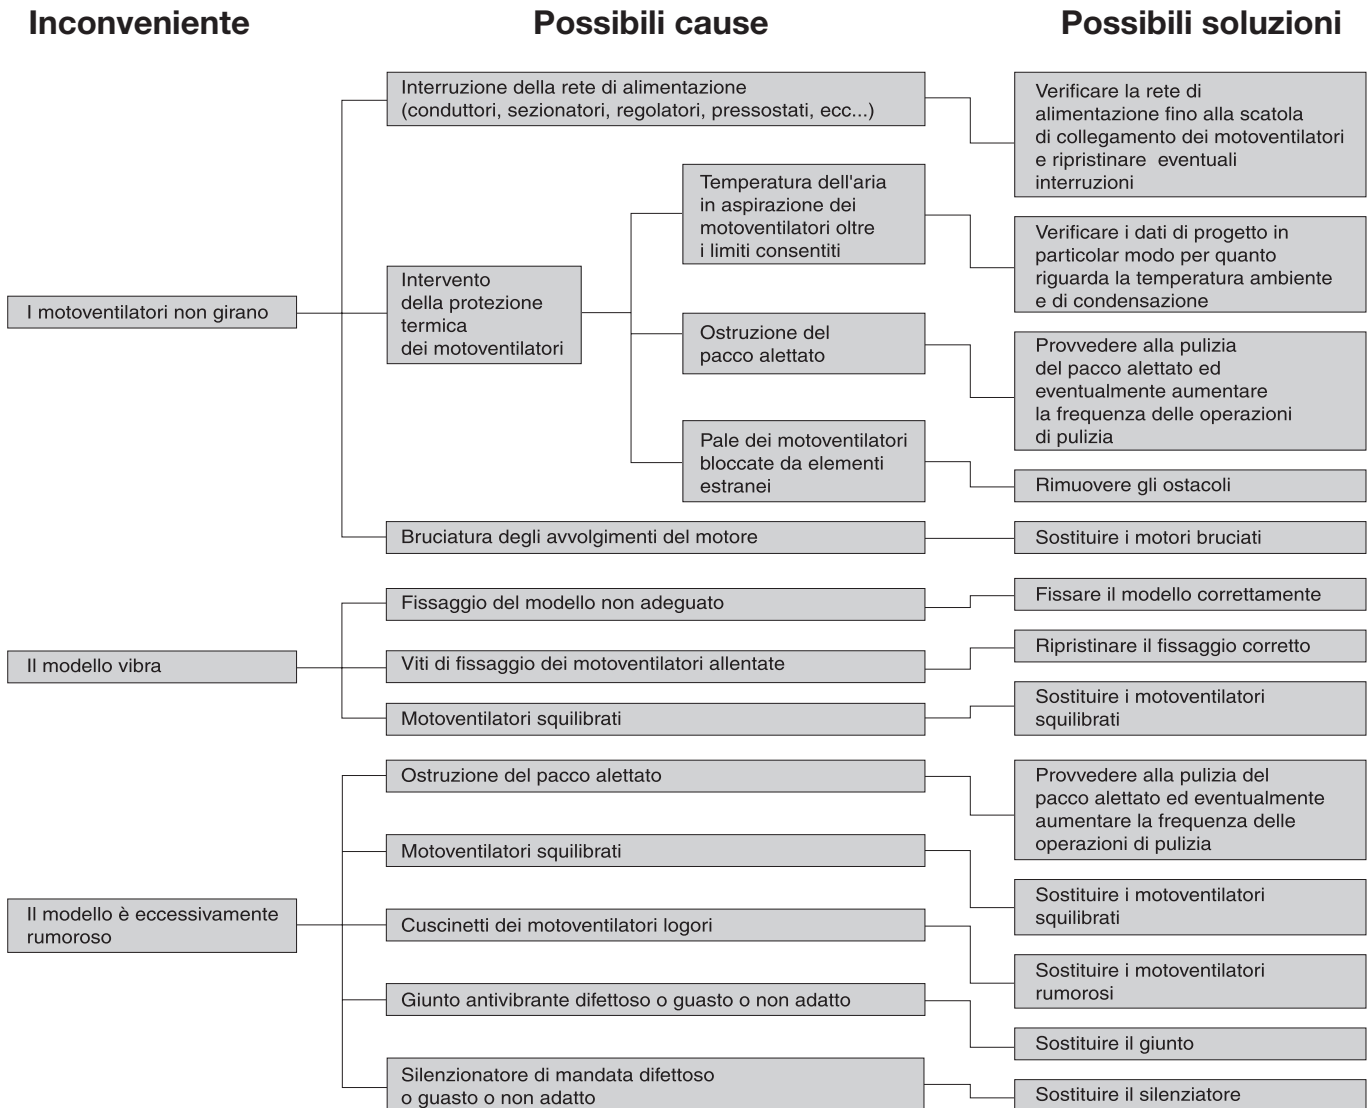 Inconveniente
Possibili cause
Possibili soluzioni
I motoventilatori non girano
Interruzione della rete di alimentazione
(conduttori, sezionatori, regolatori, pressostati, ecc...)
Verificare la rete di
alimentazione fino alla scatola
di collegamento dei motoventilatori
e ripristinare eventuali
interruzioni
Intervento
della protezione
termica
dei motoventilatori
Temperatura dell'aria
in aspirazione dei
motoventilatori oltre
i limiti consentiti
Verificare i dati di progetto in
particolar modo per quanto
riguarda la temperatura ambiente
e di condensazione
Ostruzione del
pacco alettato
Provvedere alla pulizia
del pacco alettato ed
eventualmente aumentare
la frequenza delle operazioni
di pulizia
Pale dei motoventilatori
bloccate da elementi
estranei
Rimuovere gli ostacoli
Bruciatura degli avvolgimenti del motore
Sostituire i motori bruciati
Il modello vibra
Fissaggio del modello non adeguato
Fissare il modello correttamente
Viti di fissaggio dei motoventilatori allentate
Ripristinare il fissaggio corretto
Motoventilatori squilibrati
Sostituire i motoventilatori
squilibrati
Il modello è eccessivamente
rumoroso
Ostruzione del pacco alettato
Provvedere alla pulizia del
pacco alettato ed eventualmente
aumentare la frequenza delle
operazioni di pulizia
Motoventilatori squilibrati
Sostituire i motoventilatori
squilibrati
Cuscinetti dei motoventilatori logori
Sostituire i motoventilatori
rumorosi
Giunto antivibrante difettoso o guasto o non adatto
Sostituire il giunto
Silenzionatore di mandata difettoso
o guasto o non adatto
Sostituire il silenziatore